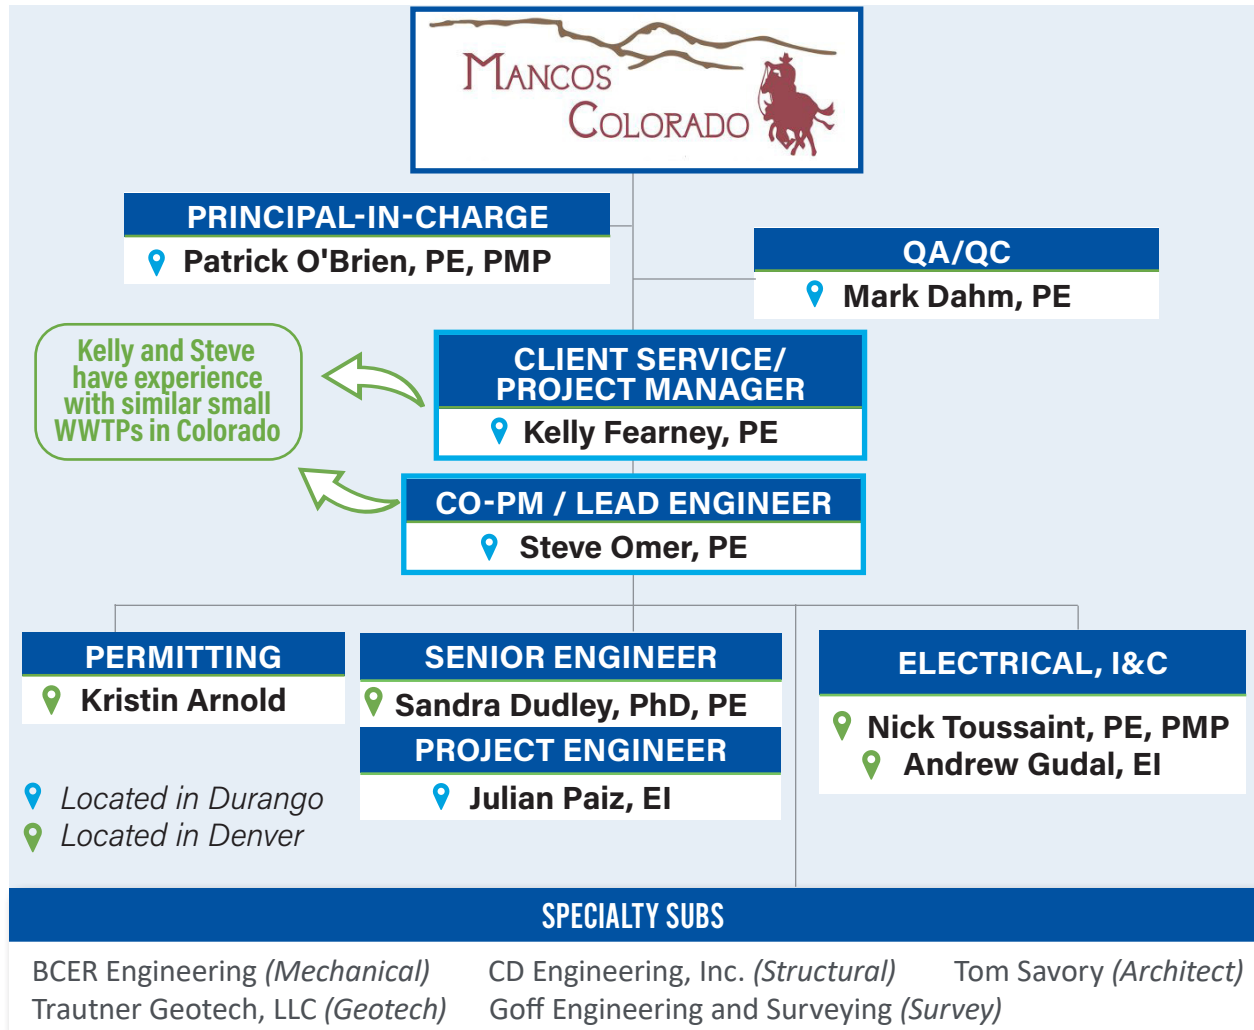 MANCOS
COLORADO
PRINCIPAL-IN-CHARGE
Patrick O'Brien, PE, PMP
QA/QC
Mark Dahm, PE
Kelly and Steve
have experience
with similar small
WWTPs in Colorado
CLIENT SERVICE/
PROJECT MANAGER
Kelly Fearney, PE
CO-PM / LEAD ENGINEER
Steve Omer, PE
PERMITTING
Kristin Arnold
SENIOR ENGINEER
Sandra Dudley, PhD, PE
PROJECT ENGINEER
Julian Paiz, EI
ELECTRICAL, I&C
Nick Toussaint, PE, PMP
Andrew Gudal, EI
Located in Durango
Located in Denver
SPECIALTY SUBS
BCER Engineering (Mechanical) CD Engineering, Inc. (Structural) Tom Savory (Architect)
Trautner Geotech, LLC (Geotech) Goff Engineering and Surveying (Survey)